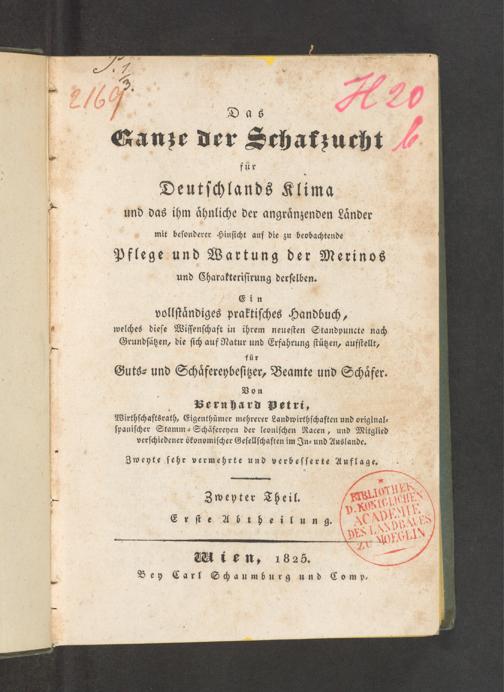 P. 1/3.
2169
H 20
b
Das
Ganze der Schafzucht
für
Deutschlands Klima
und das ihm ähnliche der angränzenden Länder
mit besonderer Hinsicht auf die zu beobachtende
Pflege und Wartung der Merinos
und Charakterisirung derselben.
Ein
vollständiges praktisches Handbuch,
welches diese Wissenschaft in ihrem neuesten Standpuncte nach
Grundsätzen, die sich auf Natur und Erfahrung stützen, aufstellt,
für
Guts- und Schäfereybesitzer, Beamte und Schäfer.
Von
Bernhard Petri,
Wirthschaftsrath, Eigenthümer mehrerer Landwirthschaften und original-
spanischer Stamm-Schäfereyen der leonischen Racen, und Mitglied
verschiedener ökonomischer Gesellschaften im In- und Auslande.
Zweyte sehr vermehrte und verbesserte Auflage.
Zweyter Theil.
Erste Abtheilung.
BIBLIOTHEK
D. KÖNIGLICHEN
ACADEMIE
DES LANDBAUES
ZU MOEGLIN
Wien, 1825.
Bey Carl Schaumburg und Comp.